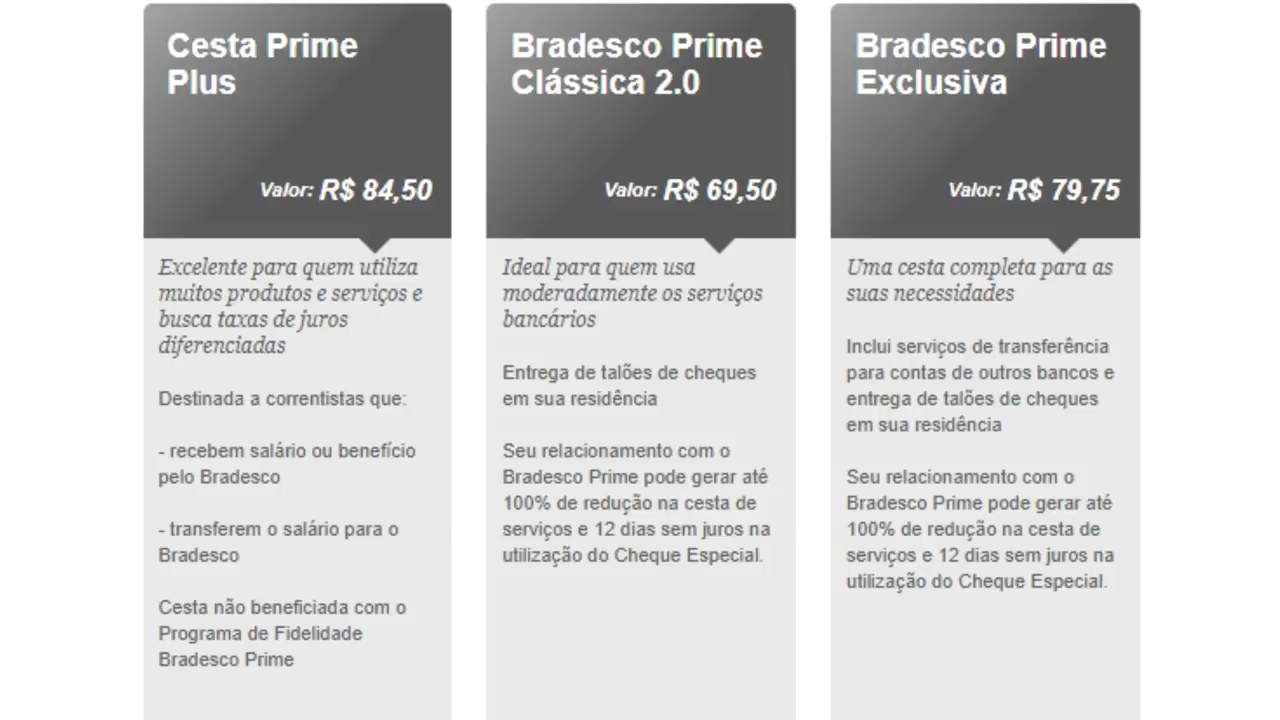 Cesta Prime
Plus
Valor: R$ 84,50
Excelente para quem utiliza
muitos produtos e serviços e
busca taxas de juros
diferenciadas
Destinada a correntistas que:
- recebem salário ou benefício
pelo Bradesco
- transferem o salário para o
Bradesco
Cesta não beneficiada com o
Programa de Fidelidade
Bradesco Prime
Bradesco Prime
Clássica 2.0
Valor: R$ 69,50
Ideal para quem usa
moderadamente os serviços
bancários
Entrega de talões de cheques
em sua residência
Seu relacionamento com o
Bradesco Prime pode gerar até
100% de redução na cesta de
serviços e 12 dias sem juros na
utilização do Cheque Especial.
Bradesco Prime
Exclusiva
Valor: R$ 79,75
Uma cesta completa para as
suas necessidades
Inclui serviços de transferência
para contas de outros bancos e
entrega de talões de cheques
em sua residência
Seu relacionamento com o
Bradesco Prime pode gerar até
100% de redução na cesta de
serviços e 12 dias sem juros na
utilização do Cheque Especial.